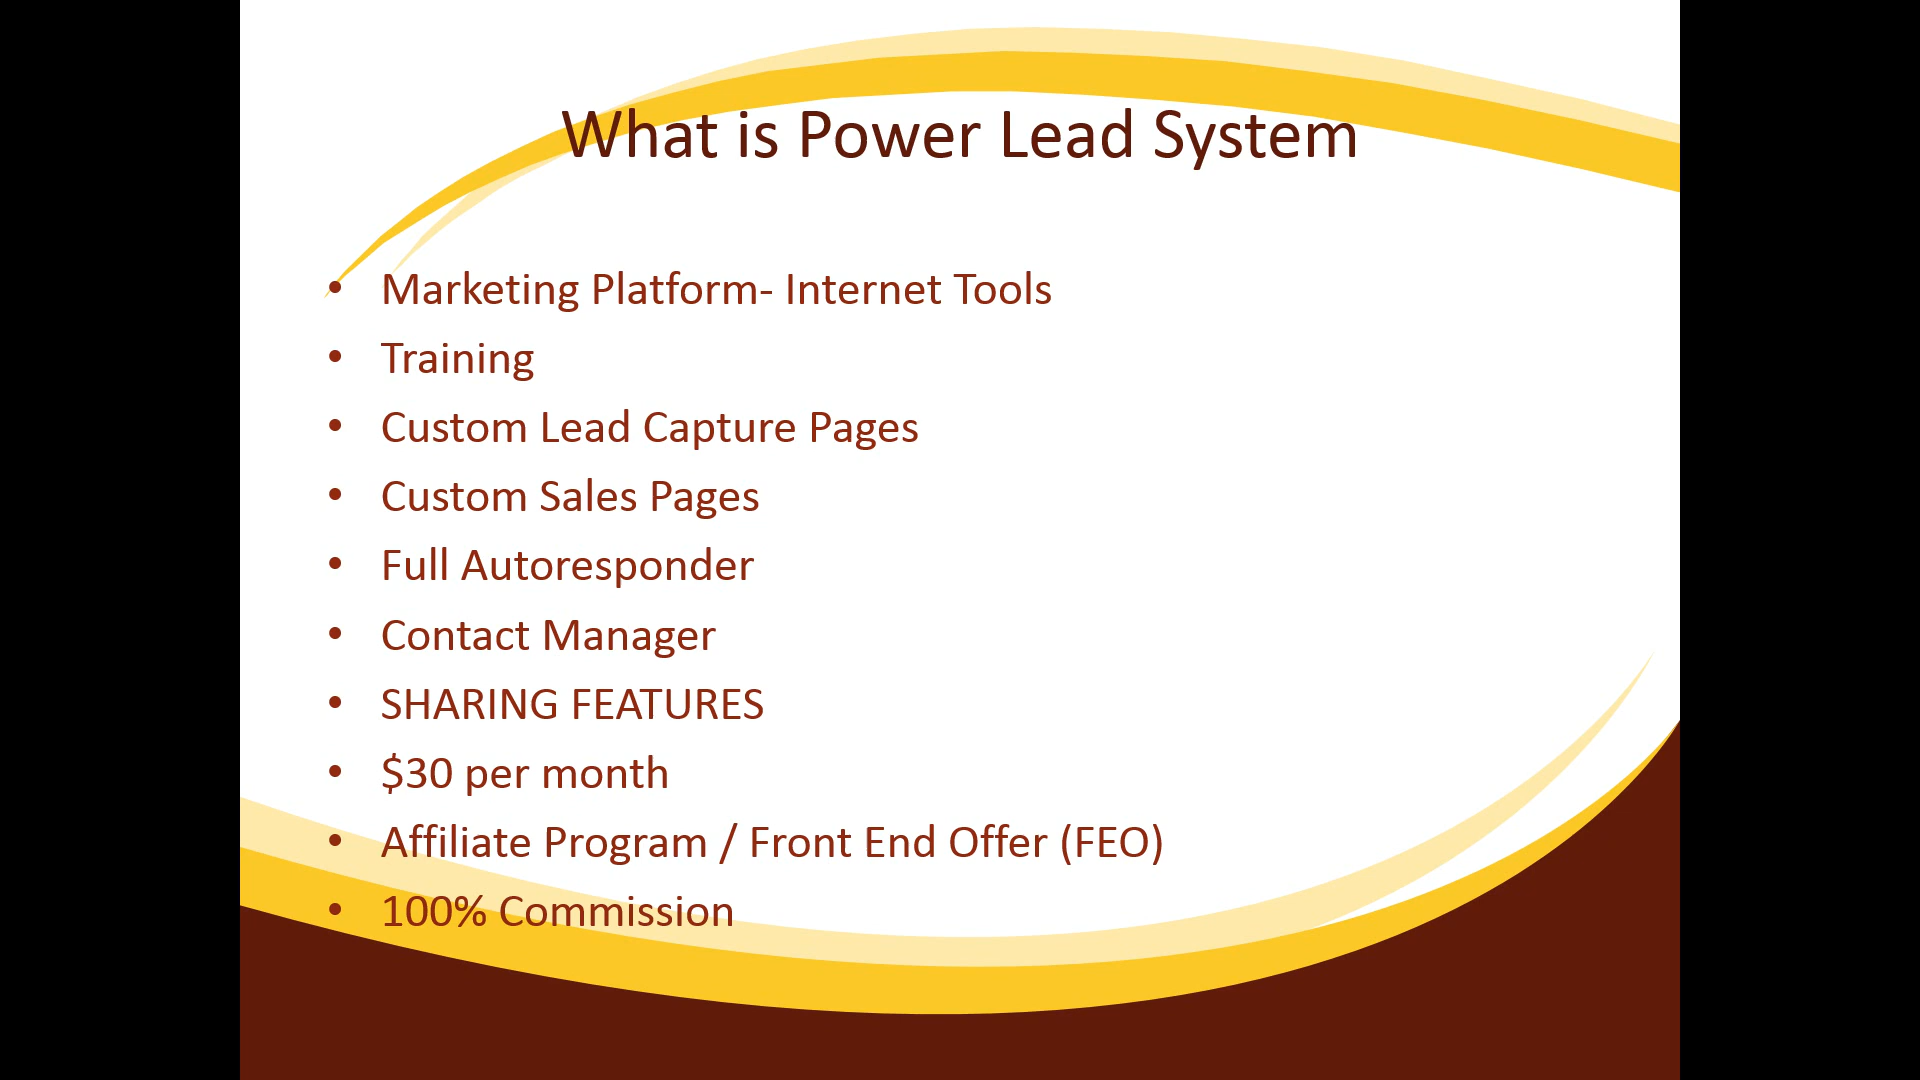 What is Power Lead System
• Marketing Platform- Internet Tools
• Training
• Custom Lead Capture Pages
• Custom Sales Pages
• Full Autoresponder
• Contact Manager
• SHARING FEATURES
• $30 per month
• Affiliate Program / Front End Offer (FEO)
• 100% Commission